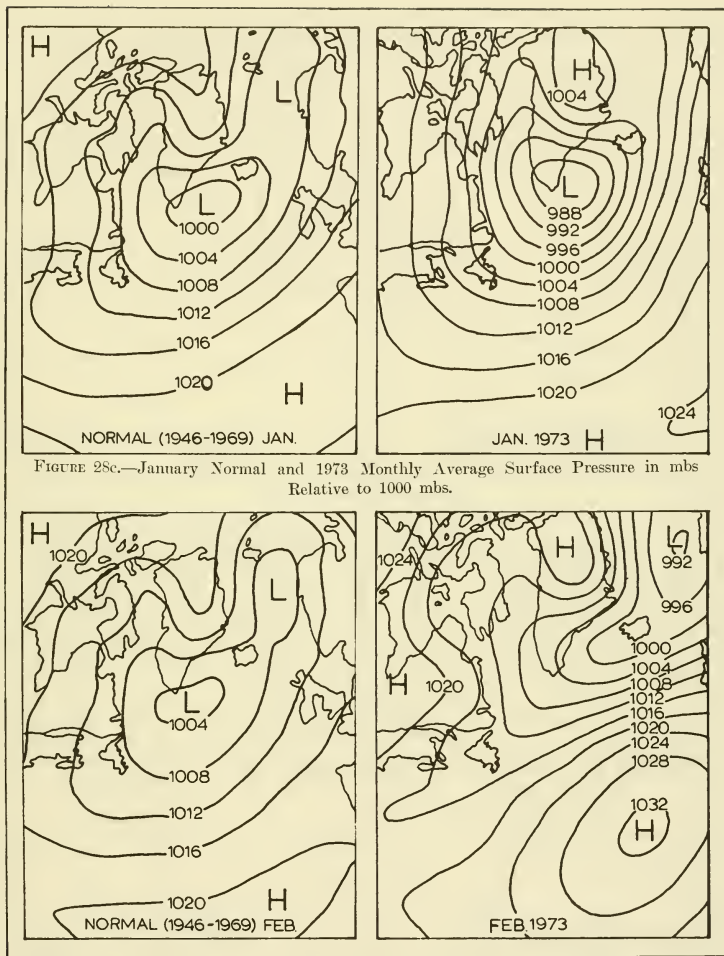 H
L
L
1000
1004
1008
1012
1016
1020
H
NORMAL (1946-1969) JAN.
H
1004
L
988
992
996
1000
1004
1008
1012
1016
1020
1024
JAN. 1973 H
FIGURE 28c.—January Normal and 1973 Monthly Average Surface Pressure in mbs
Relative to 1000 mbs.
H
1020
L
L
1004
1008
1012
1016
1020
H
NORMAL (1946-1969) FEB.
1024
H
L
992
996
1000
1004
1008
1012
1016
1020
1024
1028
1032
H
H
1020
FEB. 1973